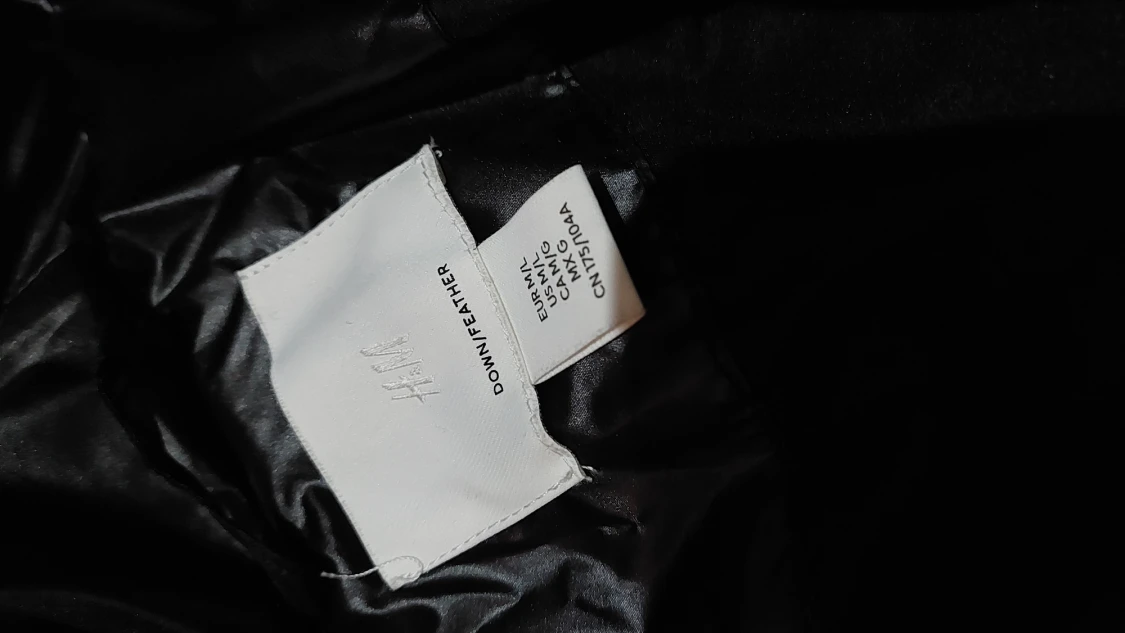 H&M
DOWN/FEATHER
EUR M/L
US M/L
CA M/G
MX G
CN 175/104A